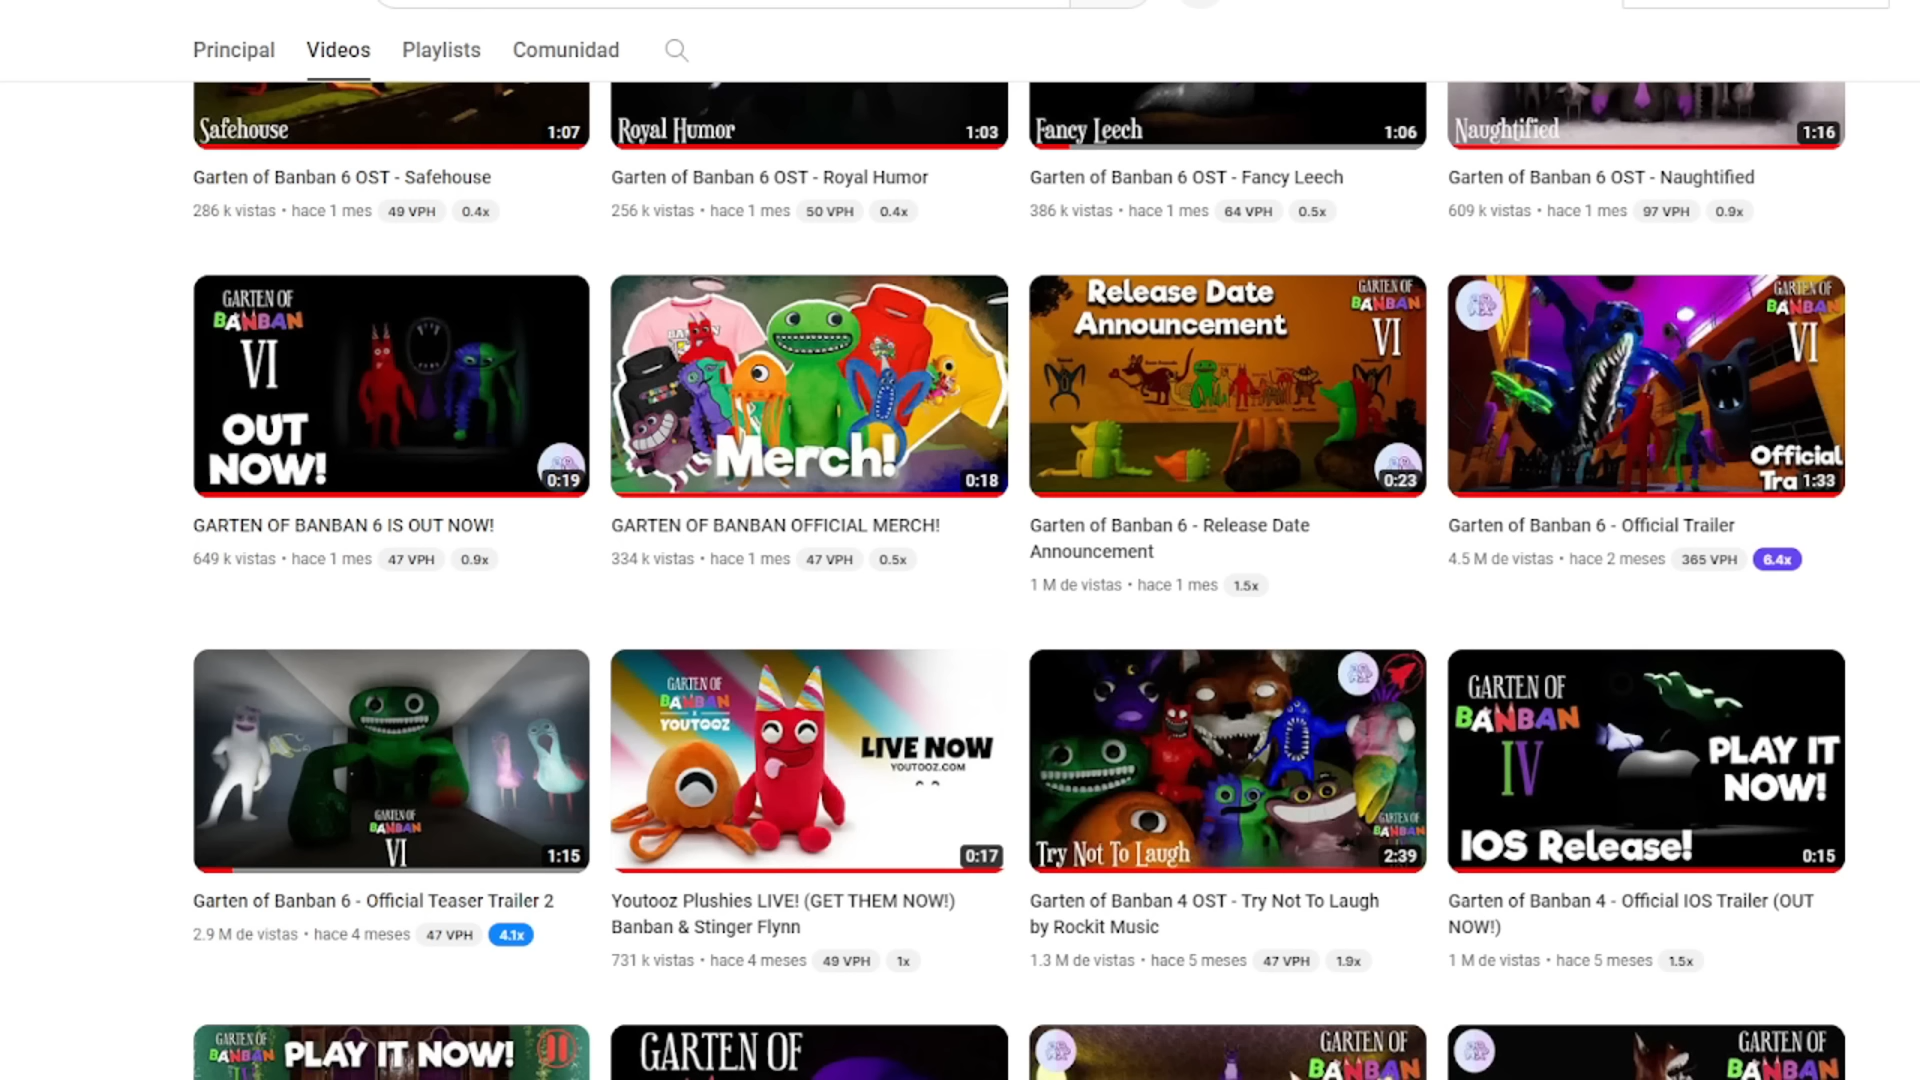 Principal Videos Playlists Comunidad
Safehouse 1:07
Royal Humor 1:03
Fancy Leech 1:06
Naughtified 1:16
Garten of Banban 6 OST - Safehouse
286 k vistas • hace 1 mes 49 VPH 0.4x
Garten of Banban 6 OST - Royal Humor
256 k vistas • hace 1 mes 50 VPH 0.4x
Garten of Banban 6 OST - Fancy Leech
386 k vistas • hace 1 mes 64 VPH 0.5x
Garten of Banban 6 OST - Naughtified
609 k vistas • hace 1 mes 97 VPH 0.9x
GARTEN OF
BANBAN
VI
OUT
NOW!
0:19
Merch!
0:18
Release Date
Announcement
GARTEN OF
BANBAN
VI
0:23
GARTEN OF
BANBAN
VI
Official
Tra 1:33
GARTEN OF BANBAN 6 IS OUT NOW!
649 k vistas • hace 1 mes 47 VPH 0.9x
GARTEN OF BANBAN OFFICIAL MERCH!
334 k vistas • hace 1 mes 47 VPH 0.5x
Garten of Banban 6 - Release Date
Announcement
1 M de vistas • hace 1 mes 1.5x
Garten of Banban 6 - Official Trailer
4.5 M de vistas • hace 2 meses 365 VPH 6.4x
GARTEN OF
BANBAN
VI
1:15
GARTEN OF
BANBAN
x
YOUTOOZ
LIVE NOW
YOUTOOZ.COM
0:17
GARTEN OF
BANBAN
Try Not To Laugh 2:39
GARTEN OF
BANBAN
IV
PLAY IT
NOW!
IOS Release!
0:15
Garten of Banban 6 - Official Teaser Trailer 2
2.9 M de vistas • hace 4 meses 47 VPH 4.1x
Youtooz Plushies LIVE! (GET THEM NOW!)
Banban & Stinger Flynn
731 k vistas • hace 4 meses 49 VPH 1x
Garten of Banban 4 OST - Try Not To Laugh
by Rockit Music
1.3 M de vistas • hace 5 meses 47 VPH 1.9x
Garten of Banban 4 - Official IOS Trailer (OUT
NOW!)
1 M de vistas • hace 5 meses 1.5x
GARTEN OF
BANBAN
PLAY IT NOW!
GARTEN OF
GARTEN OF
BANBAN
GARTEN OF
BANBAN